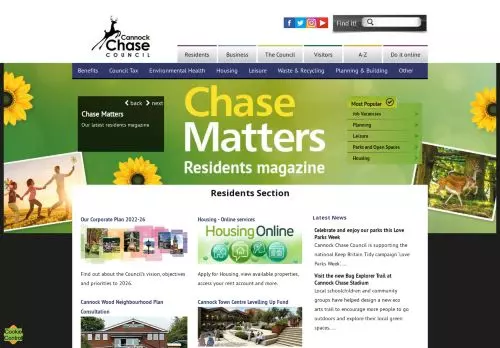 Cannock
Chase
COUNCIL
Find it!
Residents
Business
The Council
Visitors
A-Z
Do it online
Benefits
Council Tax
Environmental Health
Housing
Leisure
Waste & Recycling
Planning & Building
Other
back
next
Chase Matters
Our latest residents magazine
Chase
Matters
Residents magazine
Most Popular
Job Vacancies
Planning
Leisure
Parks and Open Spaces
Housing
Residents Section
Our Corporate Plan 2022-26
Find out about the Council's vision, objectives
and priorities to 2026.
Cannock Wood Neighbourhood Plan
Consultation
Housing - Online services
Housing Online
Apply for Housing, view available properties,
access your rent account and more.
Cannock Town Centre Levelling Up Fund
Latest News
Celebrate and enjoy our parks this Love
Parks Week
Cannock Chase Council is supporting the
national Keep Britain Tidy campaign 'Love
Parks Week', ...
Visit the new Bug Explorer Trail at
Cannock Chase Stadium
Local schoolchildren and community
groups have helped design a new eco
arts trail to encourage more people to go
outdoors and explore their local green
spaces. ...
Cookie
Control